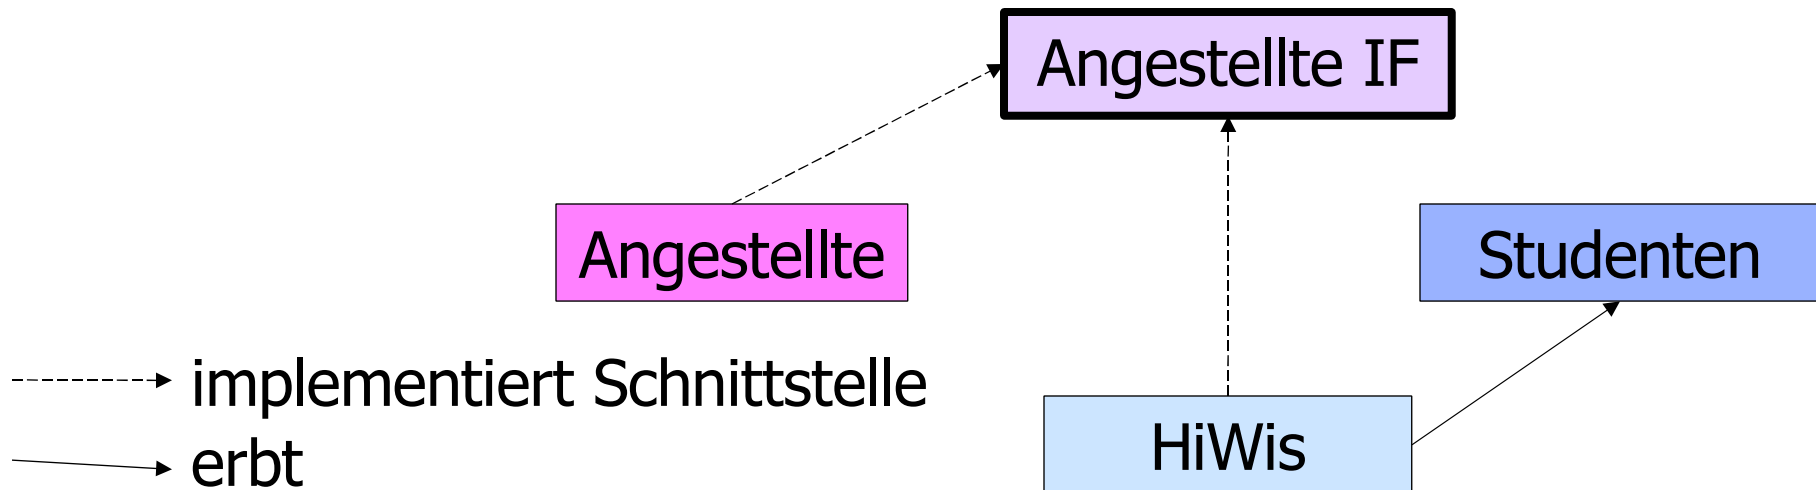 Angestellte IF
Angestellte
Studenten
implementiert Schnittstelle
HiWis
erbt